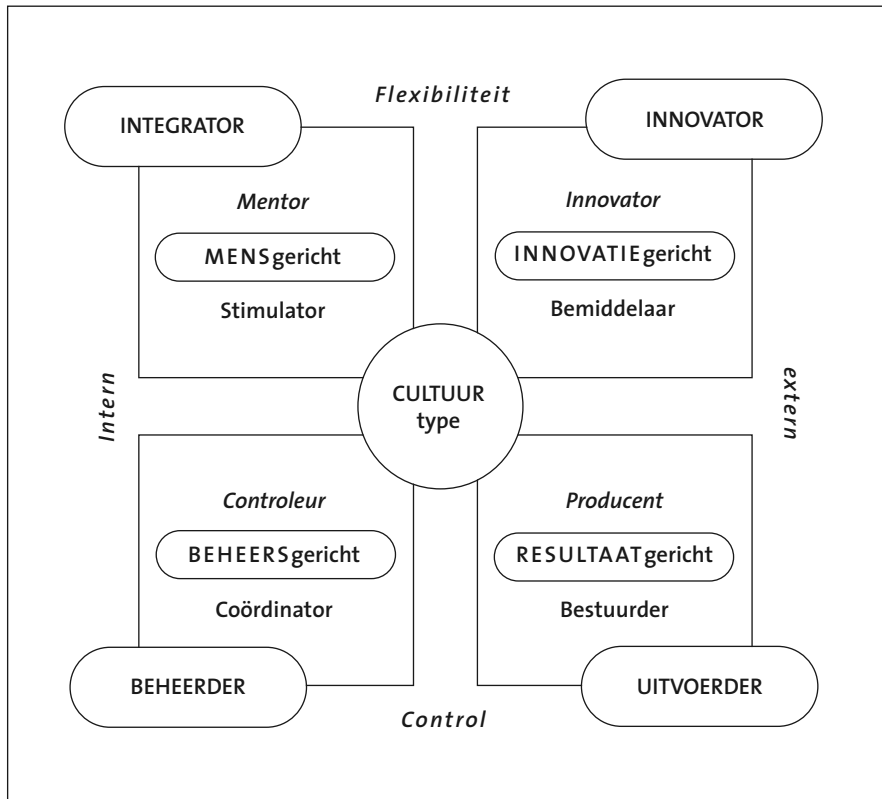 Flexibiliteit
INTEGRATOR
INNOVATOR
Mentor
MENSgericht
Stimulator
Innovator
INNOVATIEgericht
Bemiddelaar
Intern
CULTUUR
type
extern
Controleur
BEHEERSgericht
Coördinator
Producent
RESULTAATgericht
Bestuurder
BEHEERDER
UITVOERDER
Control